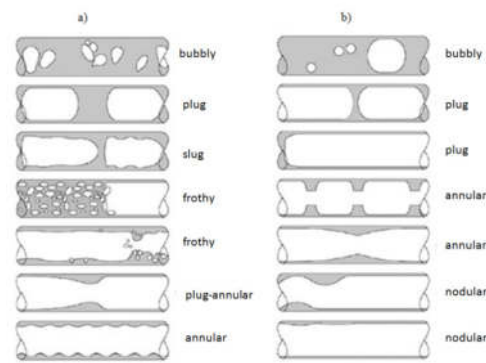 a)
bubbly
plug
slug
frothy
frothy
plug-annular
annular
b)
bubbly
plug
plug
annular
annular
nodular
nodular